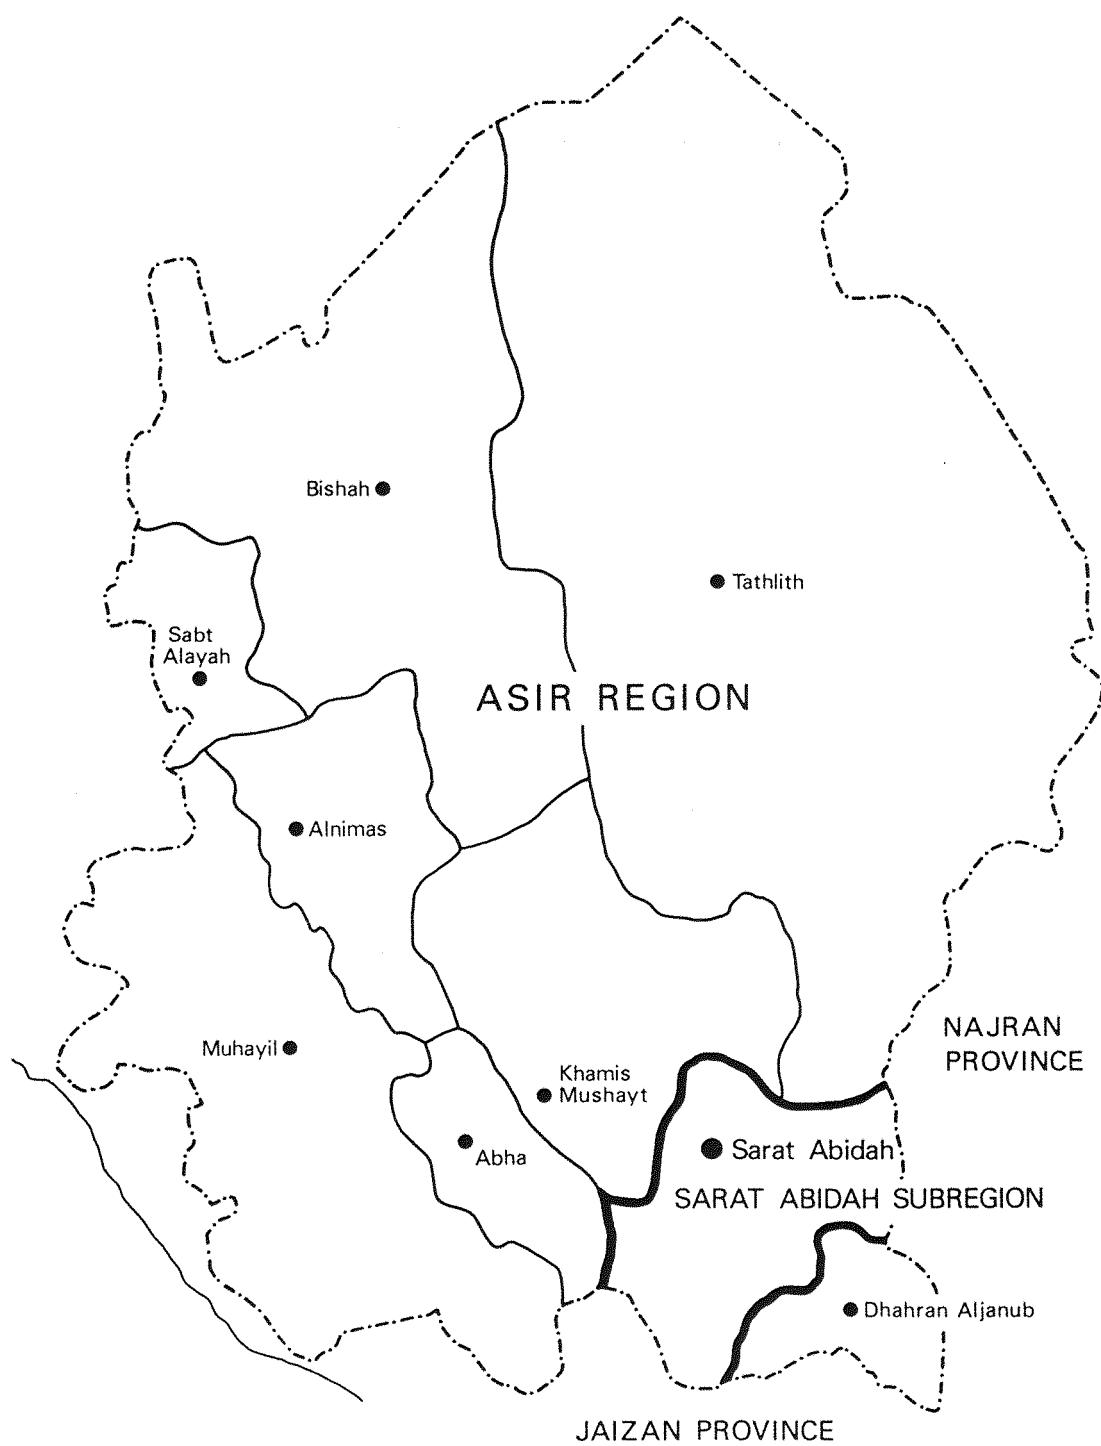 Bishah
Tathlith
Sabt
Alayah
ASIR REGION
Alnimas
NAJRAN
PROVINCE
Muhayil
Khamis
Mushayt
Abha
Sarat Abidah
SARAT ABIDAH SUBREGION
Dhahran Aljanub
JAIZAN PROVINCE